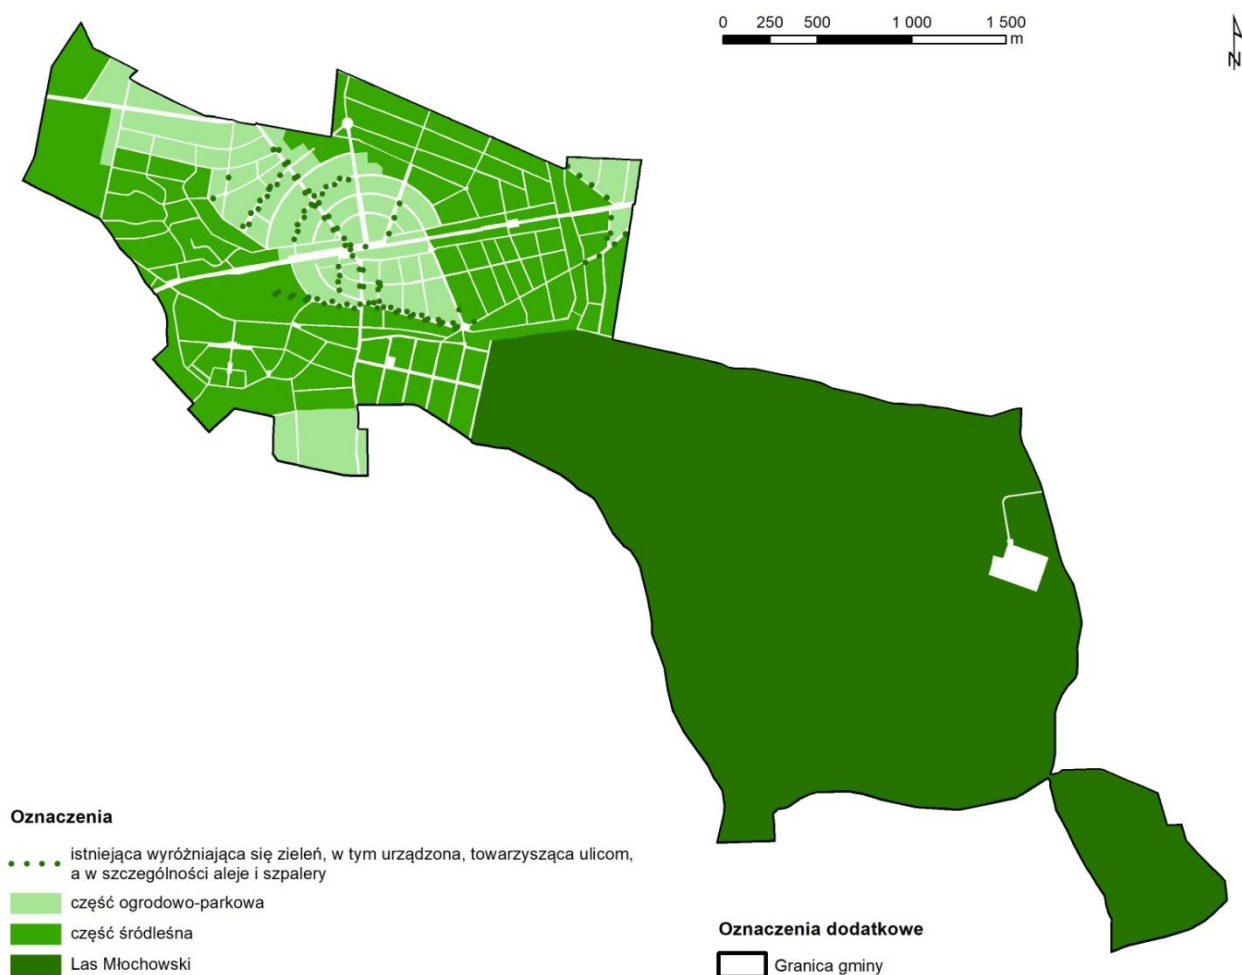 0 250 500 1 000 1 500
m
N
Oznaczenia
istniejąca wyróżniająca się zieleń, w tym urządzona, towarzysząca ulicom,
a w szczególności aleje i szpalery
część ogrodowo-parkowa
część śródleśna
Las Młochowski
Oznaczenia dodatkowe
Granica gminy